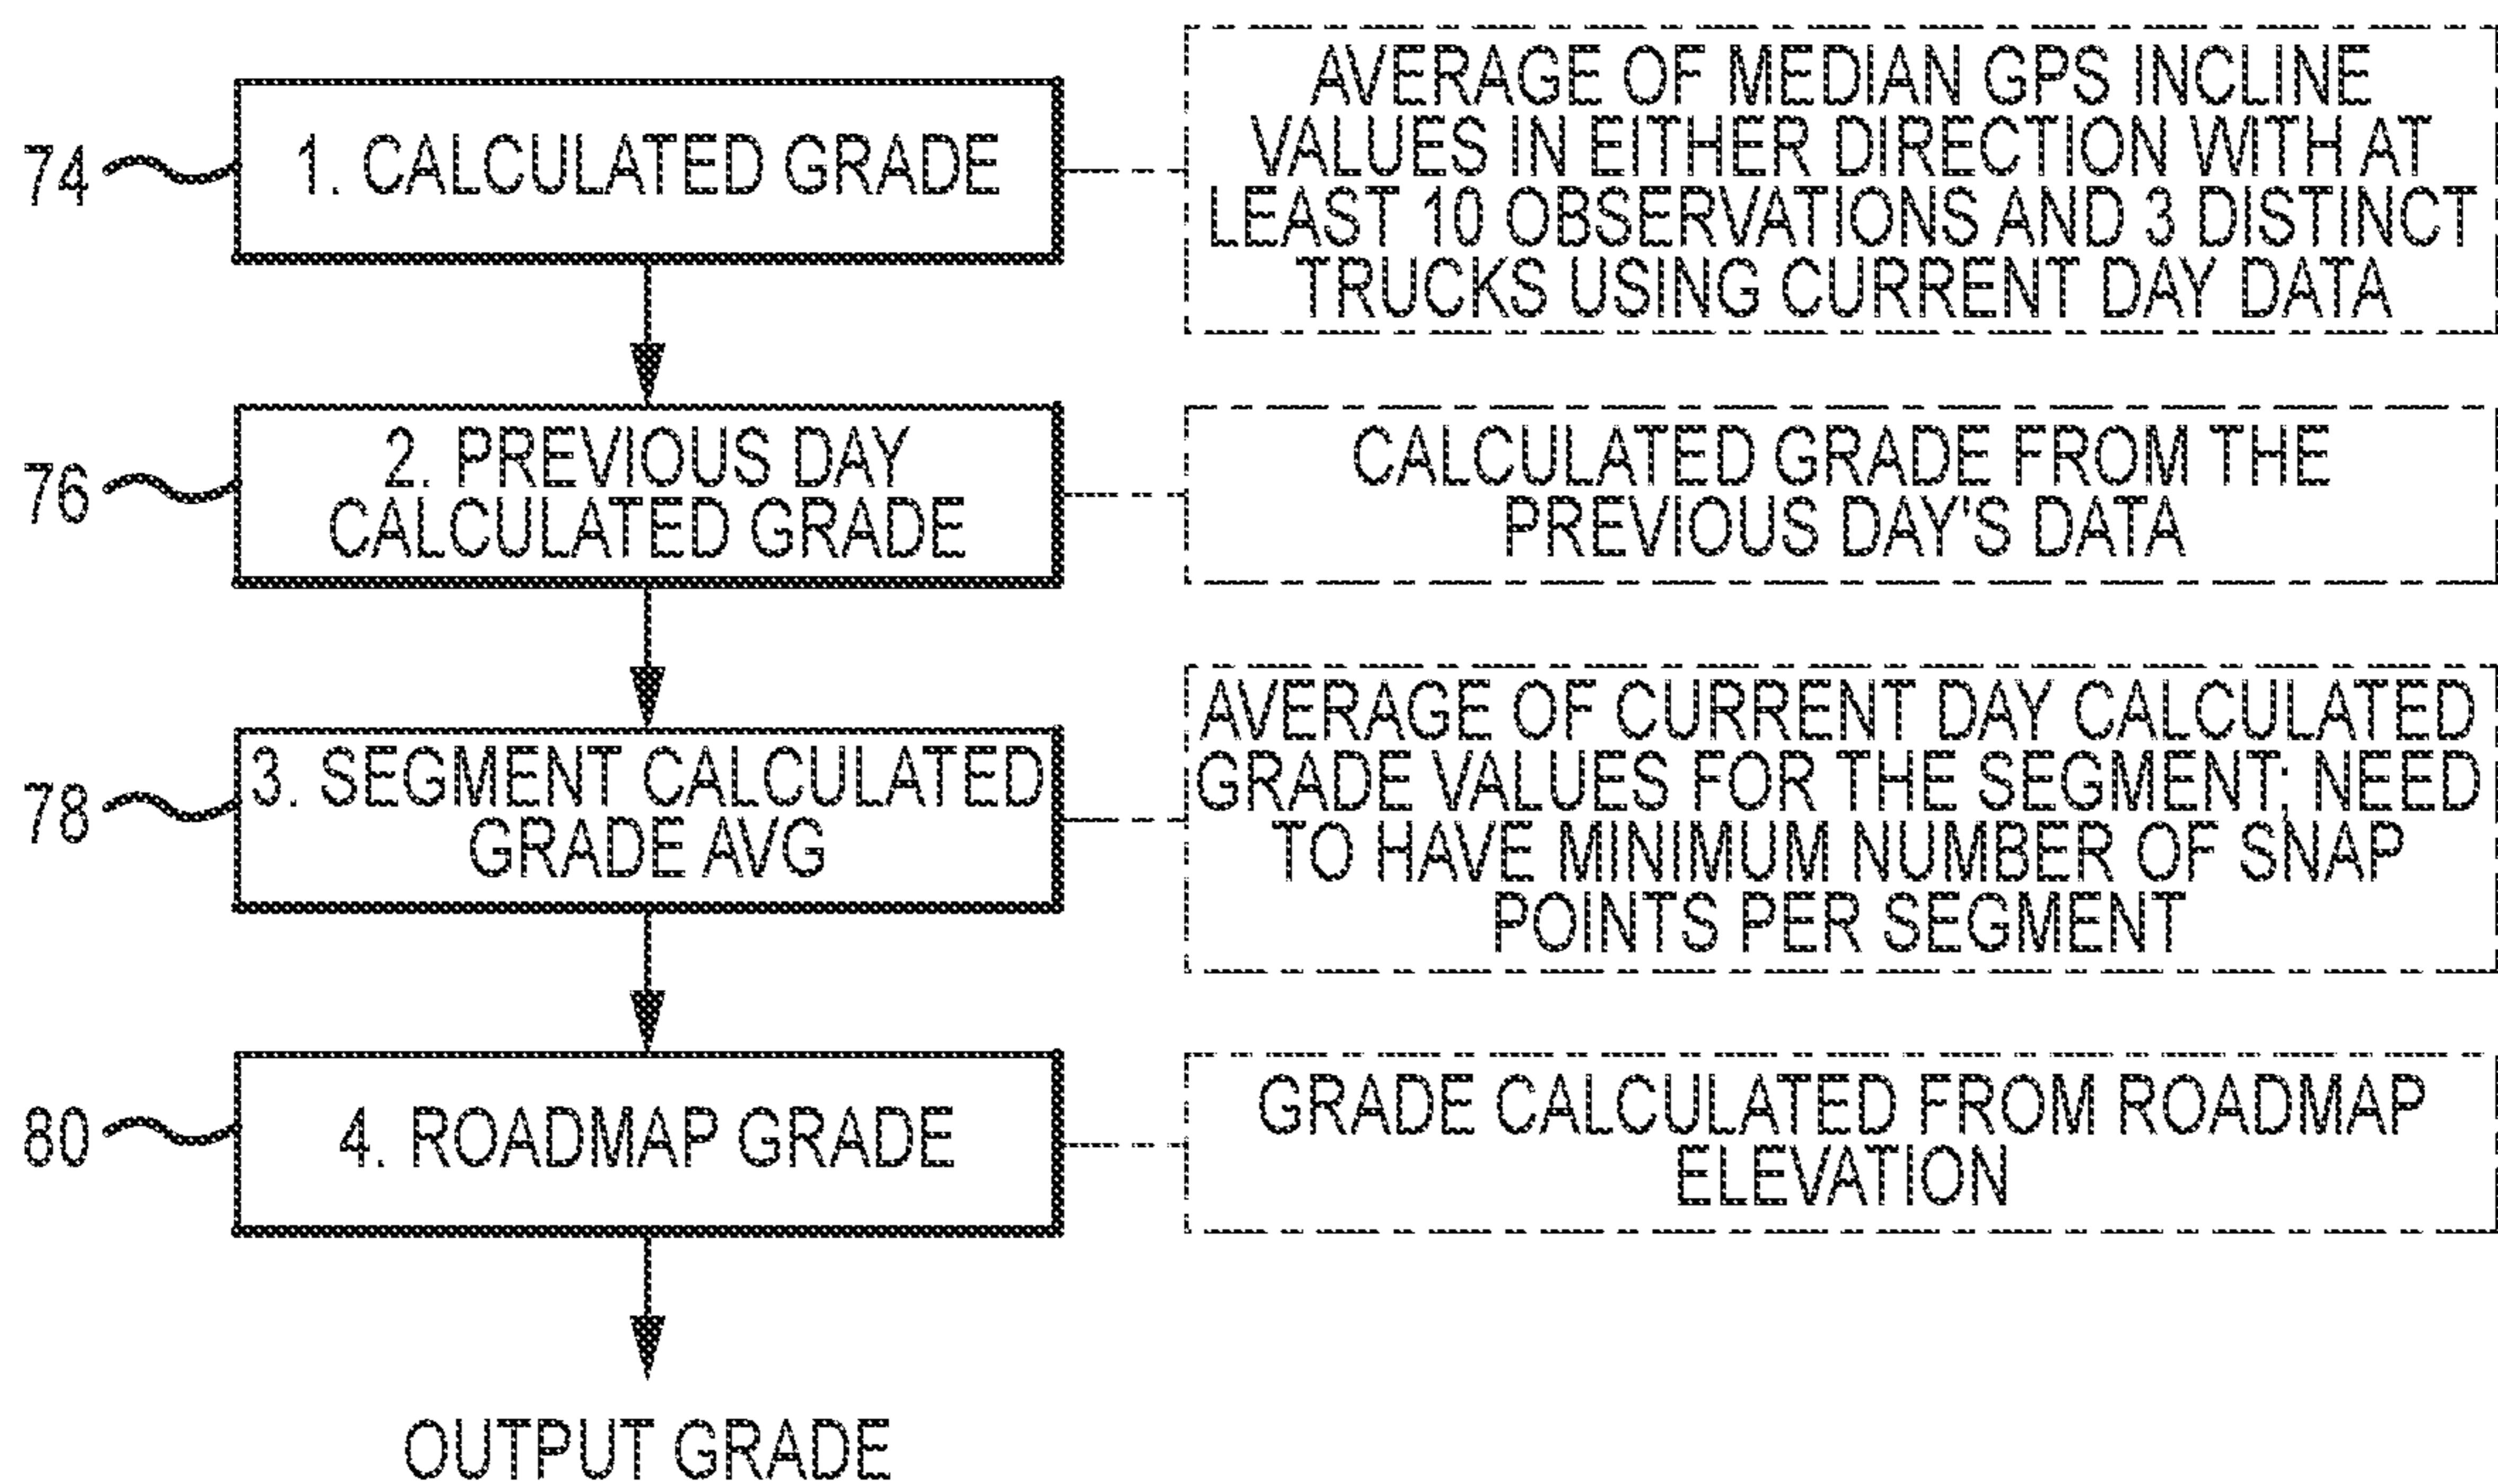 74
1. CALCULATED GRADE
AVERAGE OF MEDIAN GPS INCLINE
VALUES IN EITHER DIRECTION WITH AT
LEAST 10 OBSERVATIONS AND 3 DISTINCT
TRUCKS USING CURRENT DAY DATA
76
2. PREVIOUS DAY
CALCULATED GRADE
CALCULATED GRADE FROM THE
PREVIOUS DAY'S DATA
78
3. SEGMENT CALCULATED
GRADE AVG
AVERAGE OF CURRENT DAY CALCULATED
GRADE VALUES FOR THE SEGMENT; NEED
TO HAVE MINIMUM NUMBER OF SNAP
POINTS PER SEGMENT
80
4. ROADMAP GRADE
GRADE CALCULATED FROM ROADMAP
ELEVATION
OUTPUT GRADE